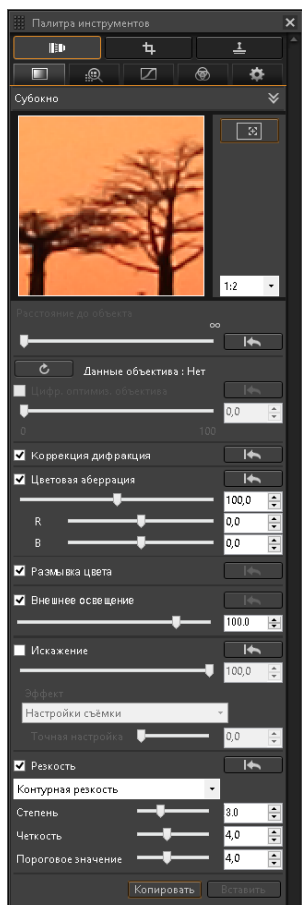 Палитра инструментов
Субокно
1:2
Расстояние до объекта
∞
Данные объектива : Нет
Цифр. оптимиз. объектива
0,0
0 100
Коррекция дифракция
Цветовая аберрация
100,0
R 0,0
B 0,0
Размывка цвета
Внешнее освещение
100.0
Искажение
100,0
Эффект
Настройки съёмки
Точная настройка 0,0
Резкость
Контурная резкость
Степень 3.0
Четкость 4,0
Пороговое значение 4,0
Копировать Вставить